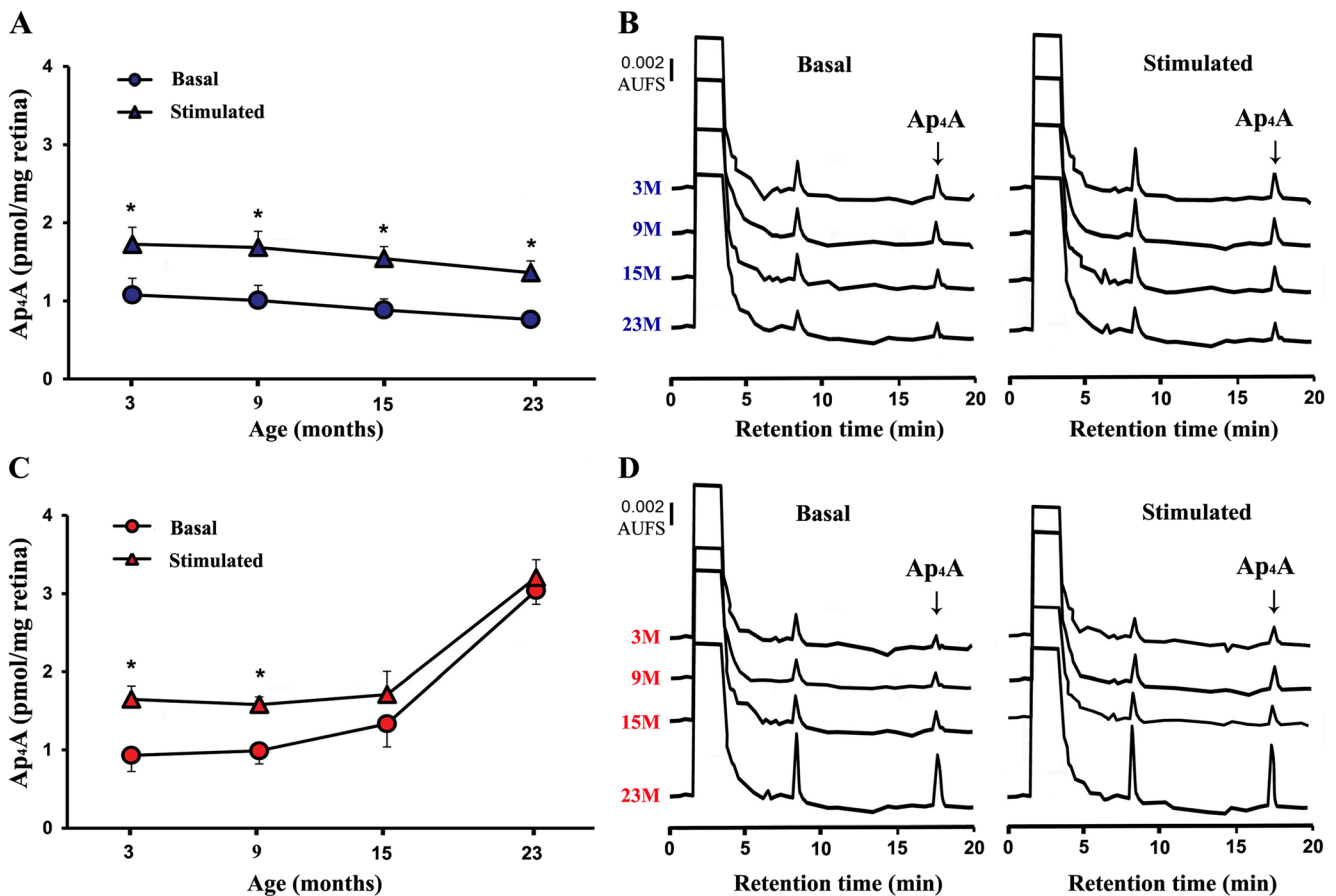 A
4
3
2
1
0
Ap₄A (pmol/mg retina)
Basal
Stimulated
*
*
*
*
3
9
15
23
Age (months)
B
0.002
AUFS
Basal
Ap₄A
↓
3M
9M
15M
23M
0
5
10
15
20
Retention time (min)
Stimulated
Ap₄A
↓
0
5
10
15
20
Retention time (min)
C
4
3
2
1
0
Ap₄A (pmol/mg retina)
Basal
Stimulated
*
*
3
9
15
23
Age (months)
D
0.002
AUFS
Basal
Ap₄A
↓
3M
9M
15M
23M
0
5
10
15
20
Retention time (min)
Stimulated
Ap₄A
↓
0
5
10
15
20
Retention time (min)